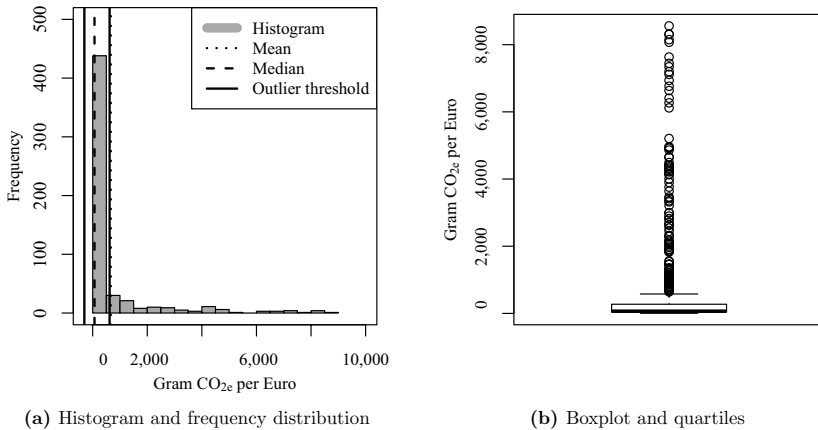 500
400
300
200
100
0
Frequency
Histogram
Mean
Median
Outlier threshold
0 2,000 6,000 10,000
Gram CO2e per Euro
(a) Histogram and frequency distribution
8,000
6,000
4,000
2,000
0
Gram CO2e per Euro
(b) Boxplot and quartiles